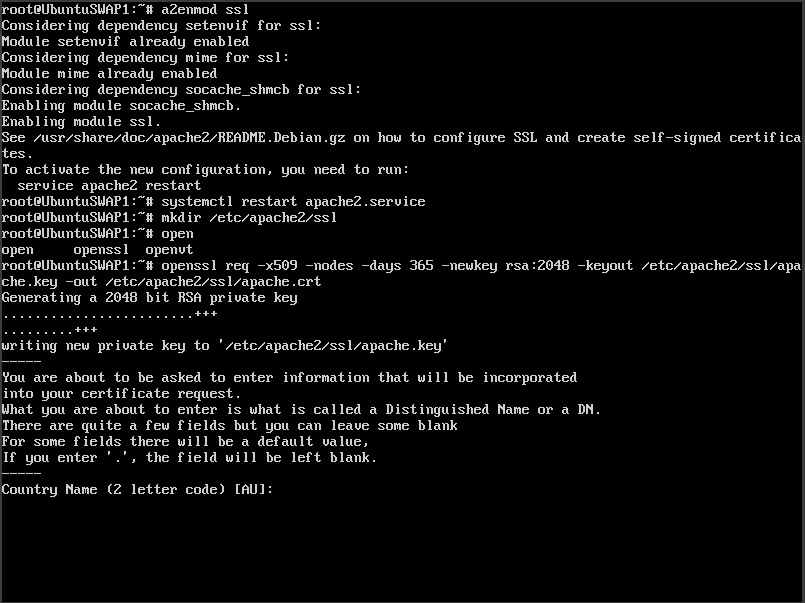 root@UbuntuSWAP1:~# a2enmod ssl
Considering dependency setenvif for ssl:
Module setenvif already enabled
Considering dependency mime for ssl:
Module mime already enabled
Considering dependency socache_shmcb for ssl:
Enabling module socache_shmcb.
Enabling module ssl.
See /usr/share/doc/apache2/README.Debian.gz on how to configure SSL and create self-signed certifica
tes.
To activate the new configuration, you need to run:
  service apache2 restart
root@UbuntuSWAP1:~# systemctl restart apache2.service
root@UbuntuSWAP1:~# mkdir /etc/apache2/ssl
root@UbuntuSWAP1:~# open
open     openssl  openvt
root@UbuntuSWAP1:~# openssl req -x509 -nodes -days 365 -newkey rsa:2048 -keyout /etc/apache2/ssl/apa
che.key -out /etc/apache2/ssl/apache.crt
Generating a 2048 bit RSA private key
........................+++
.........+++
writing new private key to '/etc/apache2/ssl/apache.key'
-----
You are about to be asked to enter information that will be incorporated
into your certificate request.
What you are about to enter is what is called a Distinguished Name or a DN.
There are quite a few fields but you can leave some blank
For some fields there will be a default value,
If you enter '.', the field will be left blank.
-----
Country Name (2 letter code) [AU]: